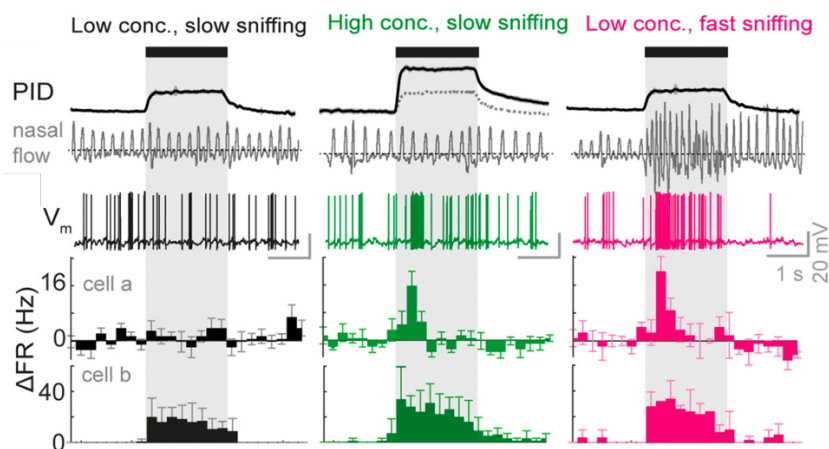 Low conc., slow sniffing
High conc., slow sniffing
Low conc., fast sniffing
PID
nasal
flow
Vm
1 s
20 mV
ΔFR (Hz)
16
0
cell a
40
0
cell b